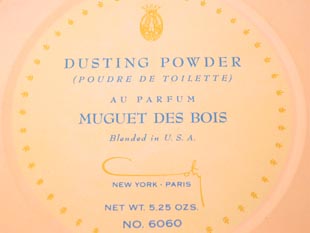 DUSTING POWDER
(POUDRE DE TOILETTE)
AU PARFUM
MUGUET DES BOIS
Blended in U.S.A.
Coty
NEW YORK - PARIS
NET WT. 5.25 OZS.
NO. 6060